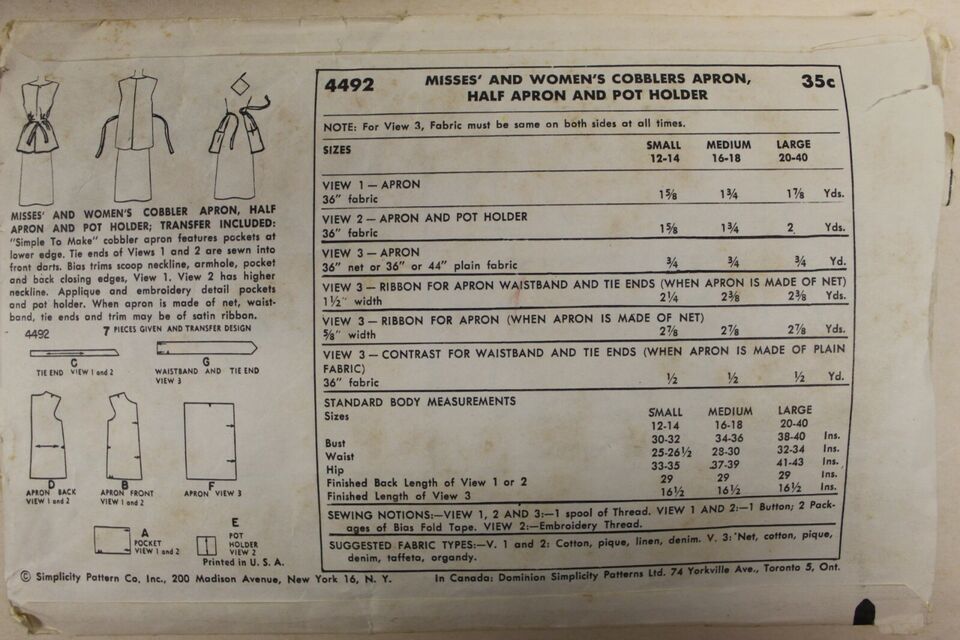 MISSES' AND WOMEN'S COBBLER APRON, HALF
APRON AND POT HOLDER; TRANSFER INCLUDED:
"Simple To Make" cobbler apron features pockets at
lower edge. Tie ends of Views 1 and 2 are sewn into
front darts. Bias trims scoop neckline, armhole, pocket
and back closing edges, View 1. View 2 has higher
neckline. Applique and embroidery detail pockets
and pot holder. When apron is made of net, waist-
band, tie ends and trim may be of satin ribbon.
4492 7 PIECES GIVEN AND TRANSFER DESIGN
C
TIE END VIEW 1 and 2
G
WAISTBAND AND TIE END
VIEW 3
D
APRON BACK
VIEW 1 and 2
B
APRON FRONT
VIEW 1 and 2
F
APRON VIEW 3
A
POCKET
VIEW 1 and 2
E
POT
HOLDER
VIEW 2
Printed in U. S. A.
4492 MISSES' AND WOMEN'S COBBLERS APRON, 35c
HALF APRON AND POT HOLDER
NOTE: For View 3, Fabric must be same on both sides at all times.
SIZES SMALL MEDIUM LARGE
12-14 16-18 20-40
VIEW 1 — APRON
36" fabric 1⅝ 1¾ 1⅞ Yds.
VIEW 2 — APRON AND POT HOLDER
36" fabric 1⅝ 1¾ 2 Yds.
VIEW 3 — APRON
36" net or 36" or 44" plain fabric ¾ ¾ ¾ Yd.
VIEW 3 — RIBBON FOR APRON WAISTBAND AND TIE ENDS (WHEN APRON IS MADE OF NET)
1½" width 2¼ 2⅜ 2⅜ Yds.
VIEW 3 — RIBBON FOR APRON (WHEN APRON IS MADE OF NET)
⅝" width 2⅞ 2⅞ 2⅞ Yds.
VIEW 3 — CONTRAST FOR WAISTBAND AND TIE ENDS (WHEN APRON IS MADE OF PLAIN
FABRIC)
36" fabric ½ ½ ½ Yd.
STANDARD BODY MEASUREMENTS
Sizes SMALL MEDIUM LARGE
12-14 16-18 20-40
Bust 30-32 34-36 38-40 Ins.
Waist 25-26½ 28-30 32-34 Ins.
Hip 33-35 37-39 41-43 Ins.
Finished Back Length of View 1 or 2 29 29 29 Ins.
Finished Length of View 3 16½ 16½ 16½ Ins.
SEWING NOTIONS:—VIEW 1, 2 AND 3:—1 spool of Thread. VIEW 1 AND 2:—1 Button; 2 Pack-
ages of Bias Fold Tape. VIEW 2:—Embroidery Thread.
SUGGESTED FABRIC TYPES:—V. 1 and 2: Cotton, pique, linen, denim. V. 3: Net, cotton, pique,
denim, taffeta, organdy.
© Simplicity Pattern Co., Inc., 200 Madison Avenue, New York 16, N. Y. In Canada: Dominion Simplicity Patterns Ltd. 74 Yorkville Ave., Toronto 5, Ont.